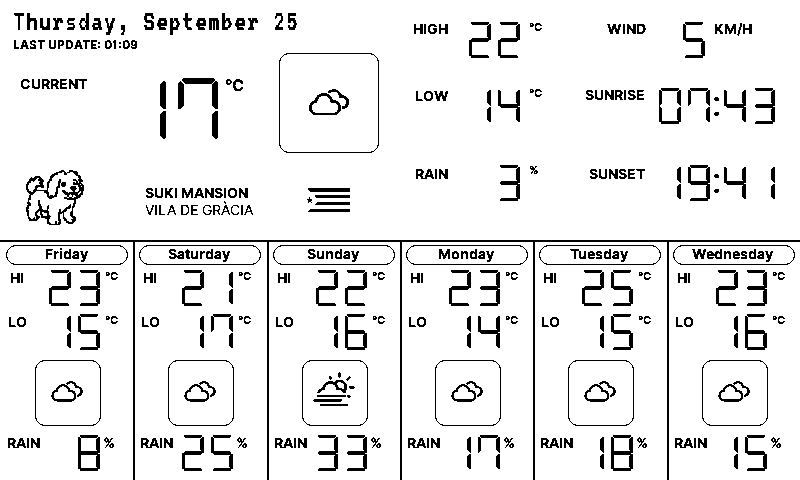 Thursday, September 25
LAST UPDATE: 01:09
CURRENT 17 °C
SUKI MANSION
VILA DE GRÀCIA
HIGH 22 °C
LOW 14 °C
RAIN 3 %
WIND 5 KM/H
SUNRISE 07:43
SUNSET 19:41
Friday
HI 23 °C
LO 15 °C
RAIN 8 %
Saturday
HI 21 °C
LO 17 °C
RAIN 25 %
Sunday
HI 22 °C
LO 16 °C
RAIN 33 %
Monday
HI 23 °C
LO 14 °C
RAIN 17 %
Tuesday
HI 25 °C
LO 15 °C
RAIN 18 %
Wednesday
HI 23 °C
LO 16 °C
RAIN 15 %